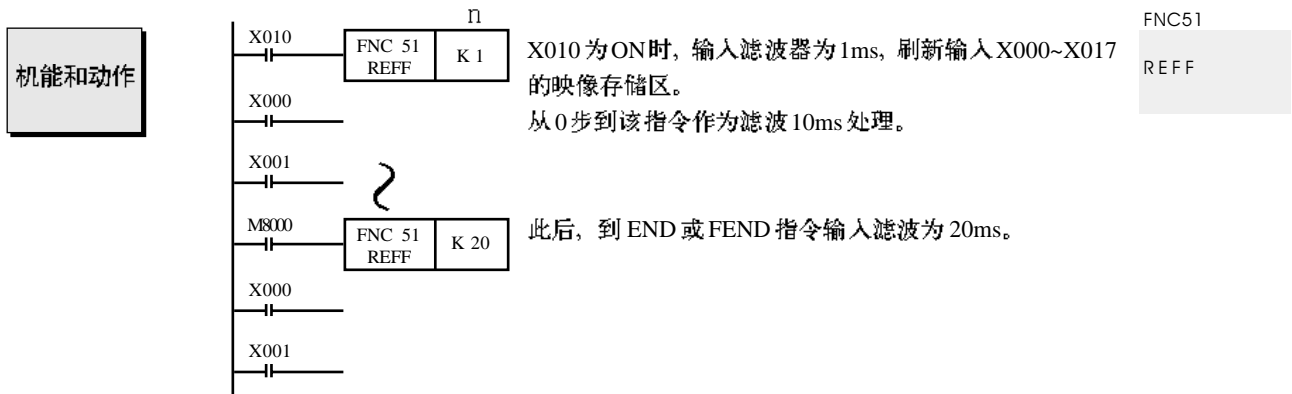 机能和动作
n
X010
FNC 51
REFF
K 1
X010为ON时, 输入滤波器为1ms, 刷新输入X000~X017
的映像存储区。
从0步到该指令作为滤波10ms处理。
X000
X001
M8000
FNC 51
REFF
K 20
此后, 到END或FEND指令输入滤波为20ms。
X000
X001
FNC51
REFF